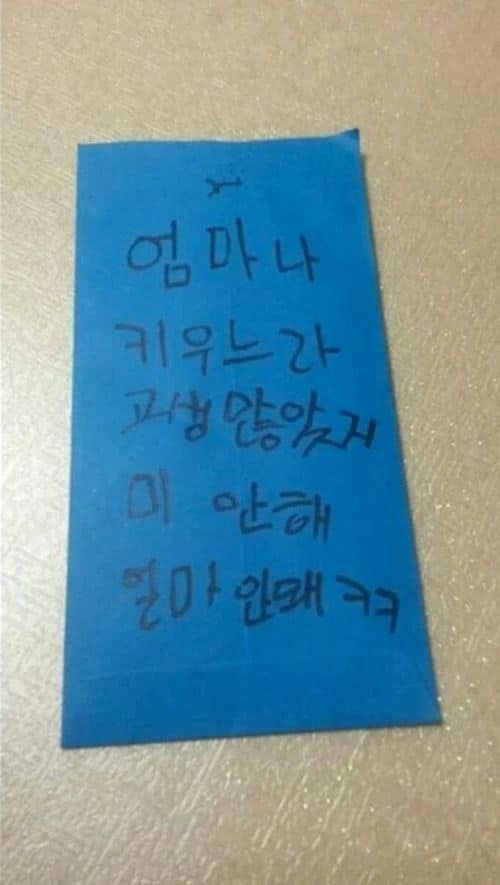 엄마나
키우느라
고생 많앗지
미 안해
얼마 안돼 ㅋㅋ